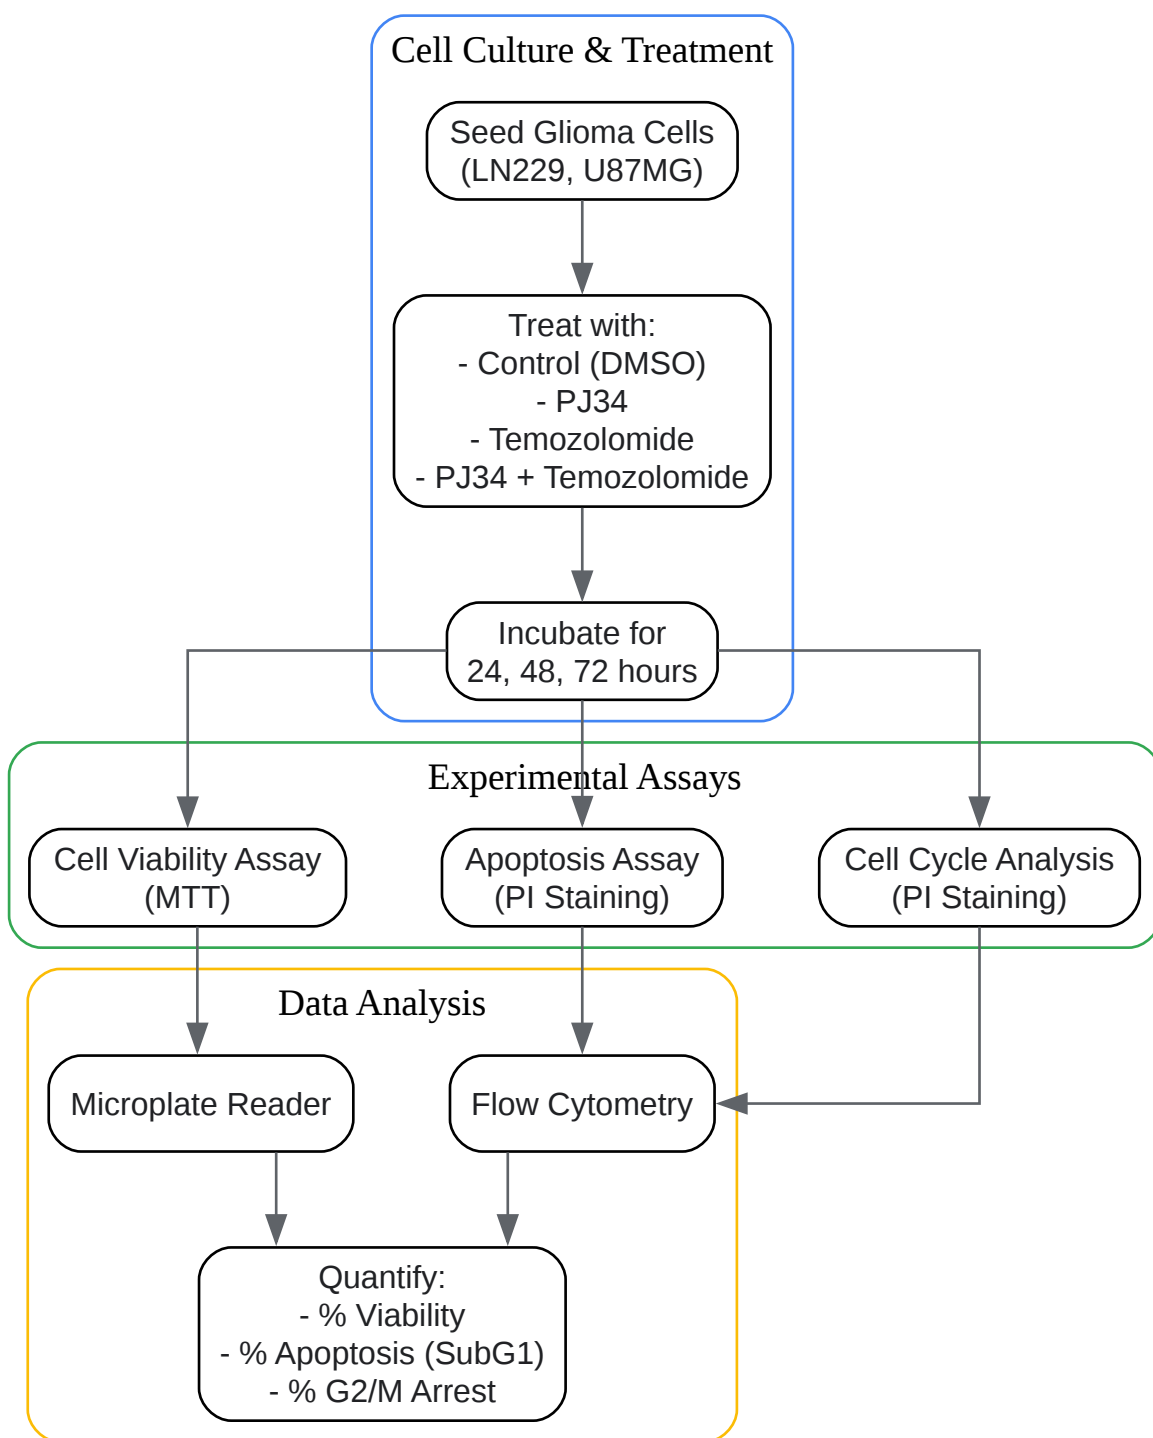 Cell Culture & Treatment
Seed Glioma Cells
(LN229, U87MG)
Treat with:
- Control (DMSO)
- PJ34
- Temozolomide
- PJ34 + Temozolomide
Incubate for
24, 48, 72 hours
Experimental Assays
Cell Viability Assay
(MTT)
Apoptosis Assay
(PI Staining)
Cell Cycle Analysis
(PI Staining)
Data Analysis
Microplate Reader
Flow Cytometry
Quantify:
- % Viability
- % Apoptosis (SubG1)
- % G2/M Arrest